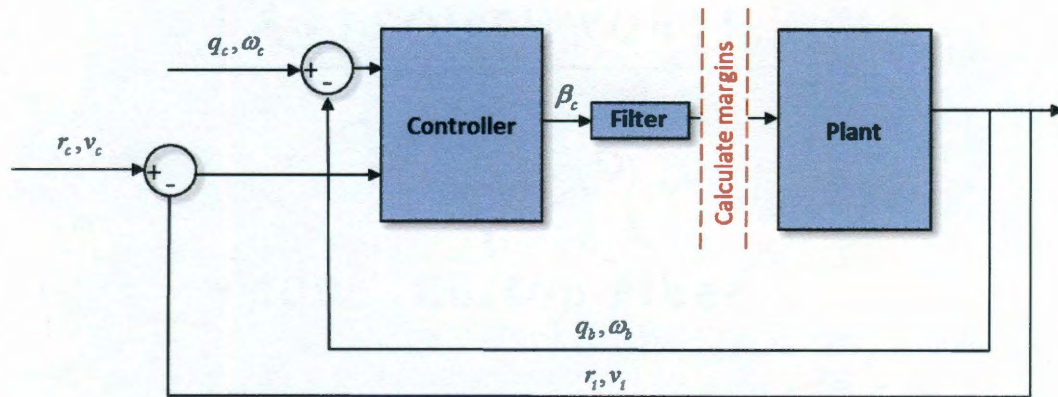 q_c, ω_c
+
-
r_c, v_c
+
-
Controller
β_c
Filter
Calculate margins
Plant
q_b, ω_b
r_i, v_i